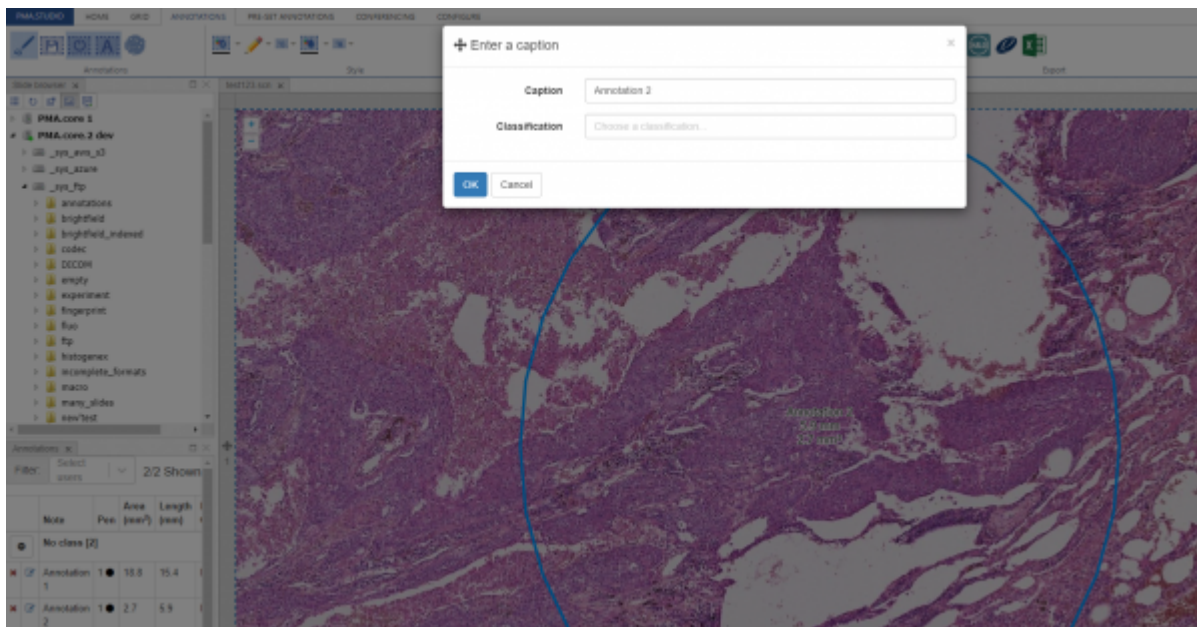 PMA.STUDIO HOME GRID ANNOTATIONS PRE-SET ANNOTATIONS CONFERENCING CONFIGURE
A
Annotations
Style
Export
Enter a caption
×
Caption
Annotation 2
Classification
Choose a classification...
OK
Cancel
Slide browser
PMA.core 1
PMA.core.2 dev
_sys_azure
_sys_ftp
annotations
brightfield
brightfield_indexed
codec
DICOM
empty
experiment
fingerprint
fluo
ftp
histogenex
incomplete_formats
macro
many_slides
new'test
Annotations
Filter:
Select users
2/2 Shown
Note
Pen
Area (mm²)
Length (mm)
No class [2]
Annotation 1
1
18.8
15.4
Annotation 2
1
2.7
5.9